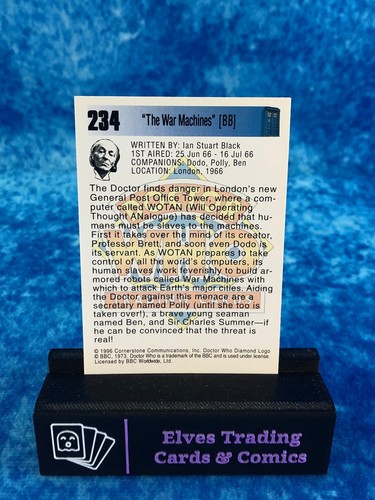 234
"The War Machines" [BB]
WRITTEN BY: Ian Stuart Black
1ST AIRED: 25 Jun 66 - 16 Jul 66
COMPANIONS: Dodo, Polly, Ben
LOCATION: London, 1966
The Doctor finds danger in London's new
General Post Office Tower, where a com-
puter called WOTAN (Will Operating
Thought ANalogue) has decided that hu-
mans must be slaves to the machines.
First it takes over the mind of its creator,
Professor Brett, and soon even Dodo is
its servant. As WOTAN prepares to take
control of all the world's computers, its
human slaves work feverishly to build ar-
mored robots called War Machines with
which to attack Earth's major cities. Aiding
the Doctor against this menace are a
secretary named Polly (until she too is
taken over!), a brave young seaman
named Ben, and Sir Charles Summer—if
he can be convinced that the threat is
real!
© 1996 Cornerstone Communications, Inc. Doctor Who Diamond Logo
© BBC, 1973. Doctor Who is a trademark of the BBC and is used under license.
Licensed by BBC Worldwide, Ltd.
Elves Trading
Cards & Comics